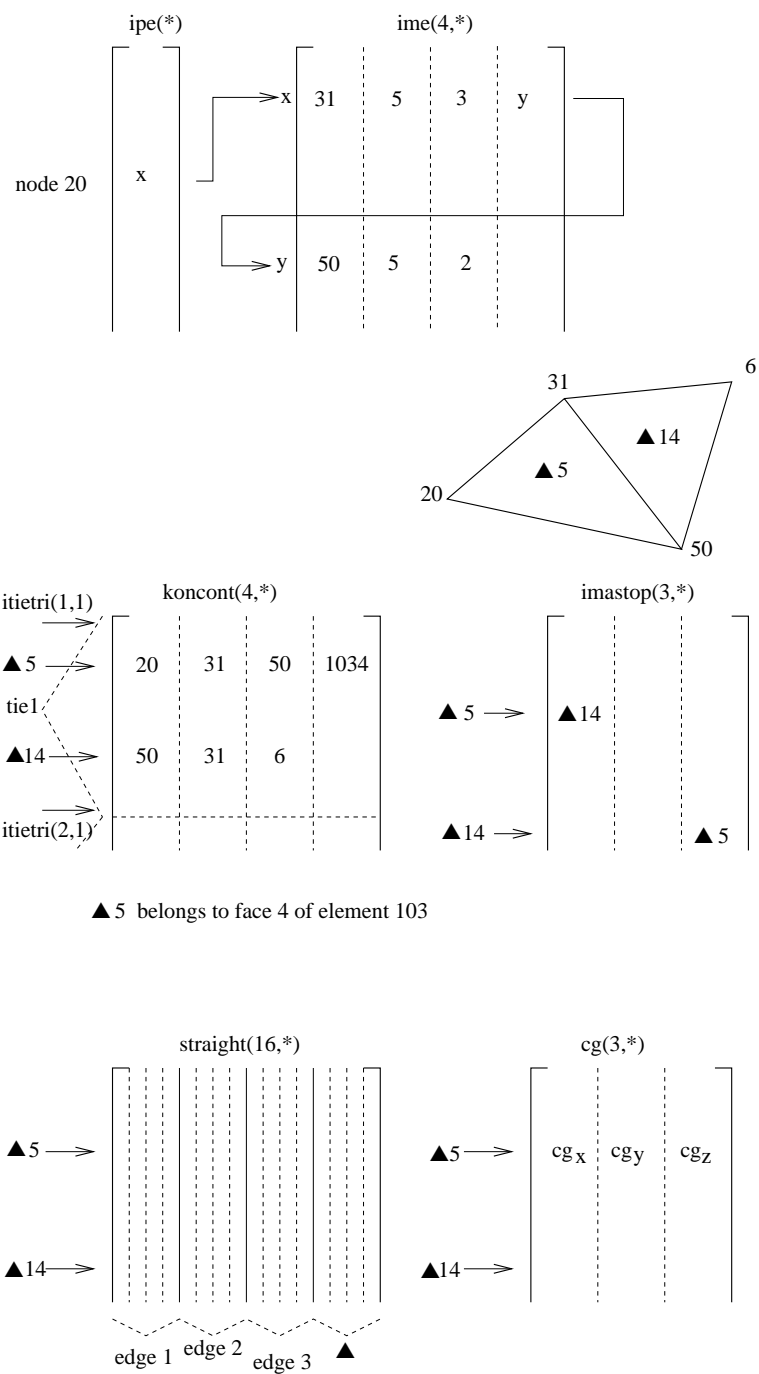 ipe(*) ime(4,*)
x 31 5 3 y
node 20 x
y 50 5 2
6
31
14
5
20
50
koncont(4,*) imastop(3,*)
itietri(1,1)
5 20 31 50 1034
tie1
5 14
14 50 31 6
itietri(2,1)
14 5
5 belongs to face 4 of element 103
straight(16,*) cg(3,*)
5 5 cgx cgy cgz
14 14
edge 1 edge 2 edge 3